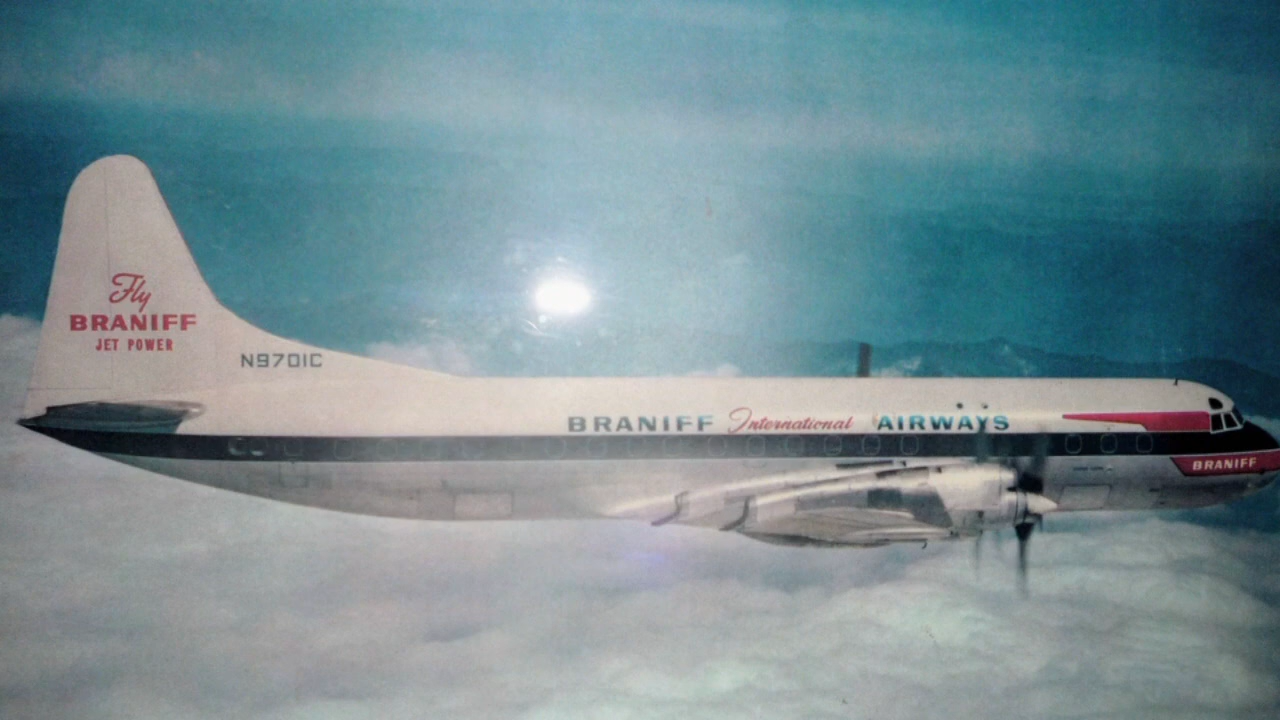 Fly
BRANIFF
JET POWER
N9701C
BRANIFF International AIRWAYS
BRANIFF